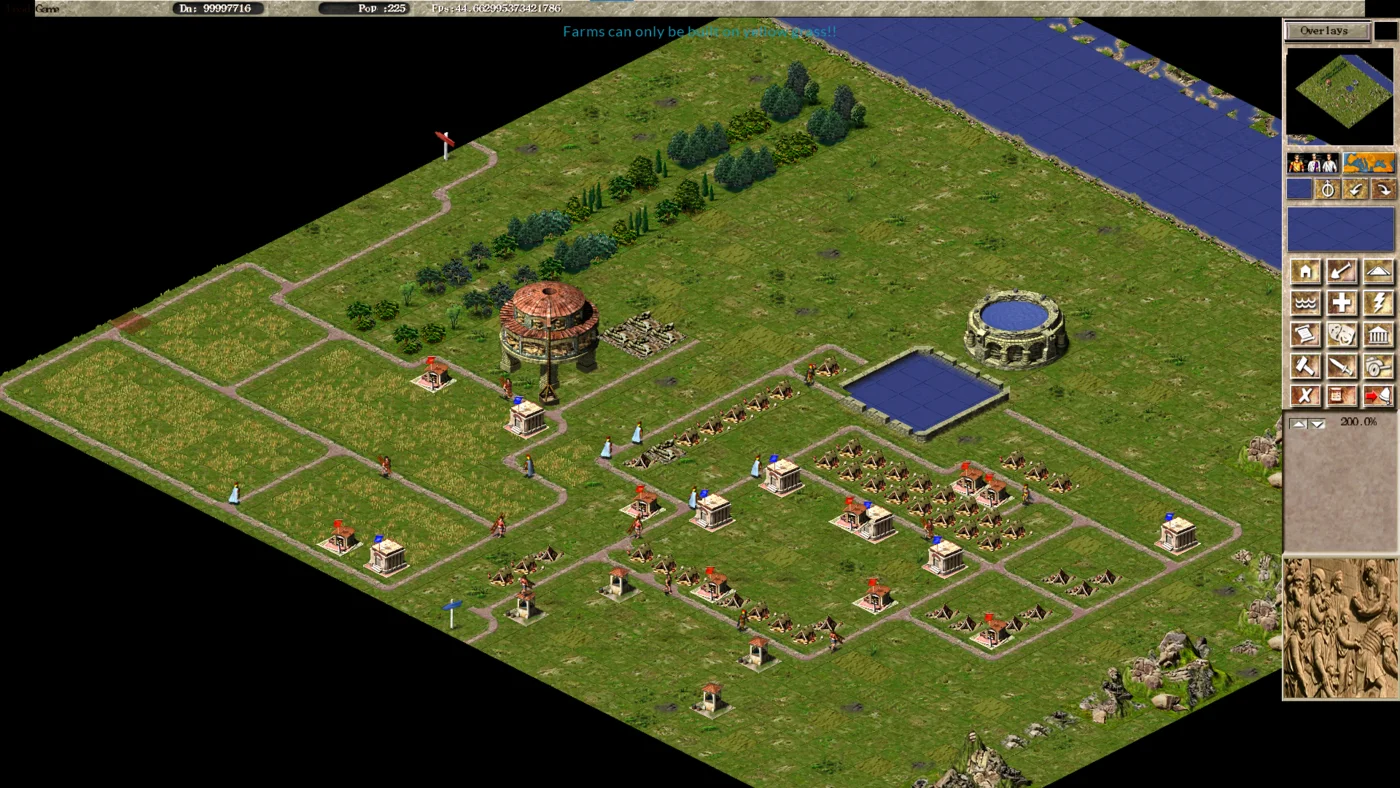 Load Game
Dn: 99997716
Pop :225
Fps:44.662995373421786
Farms can only be built on yellow grass!!
Overlays
200.0%